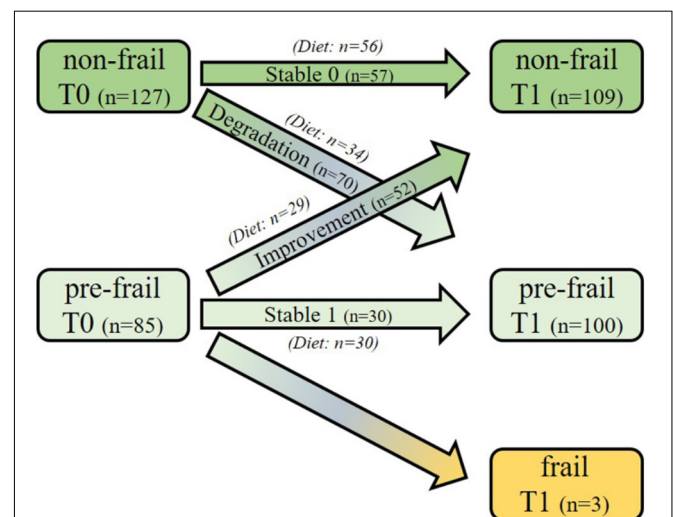 (Diet: n=56)
non-frail
T0 (n=127)
Stable 0 (n=57)
non-frail
T1 (n=109)
Degradation (n=70)
(Diet: n=34)
(Diet: n=29)
Improvement (n=52)
pre-frail
T0 (n=85)
Stable 1 (n=30)
(Diet: n=30)
pre-frail
T1 (n=100)
frail
T1 (n=3)